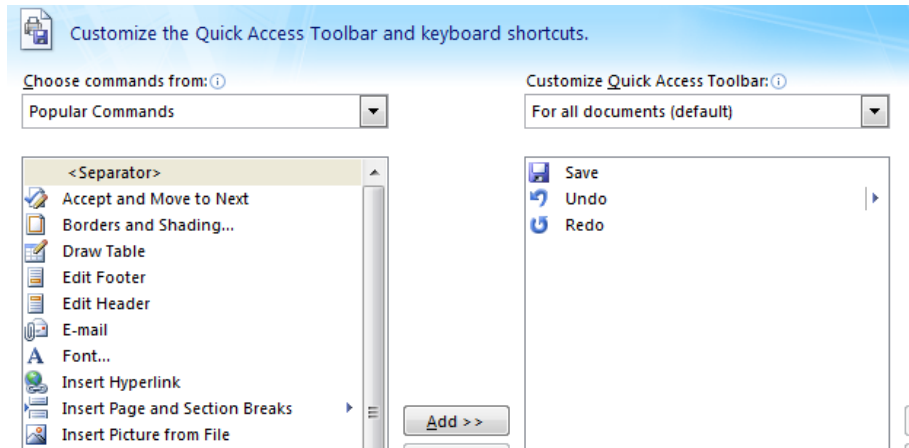 Customize the Quick Access Toolbar and keyboard shortcuts.
Choose commands from:
Popular Commands
<Separator>
Accept and Move to Next
Borders and Shading...
Draw Table
Edit Footer
Edit Header
E-mail
Font...
Insert Hyperlink
Insert Page and Section Breaks
Insert Picture from File
Add >>
Customize Quick Access Toolbar:
For all documents (default)
Save
Undo
Redo